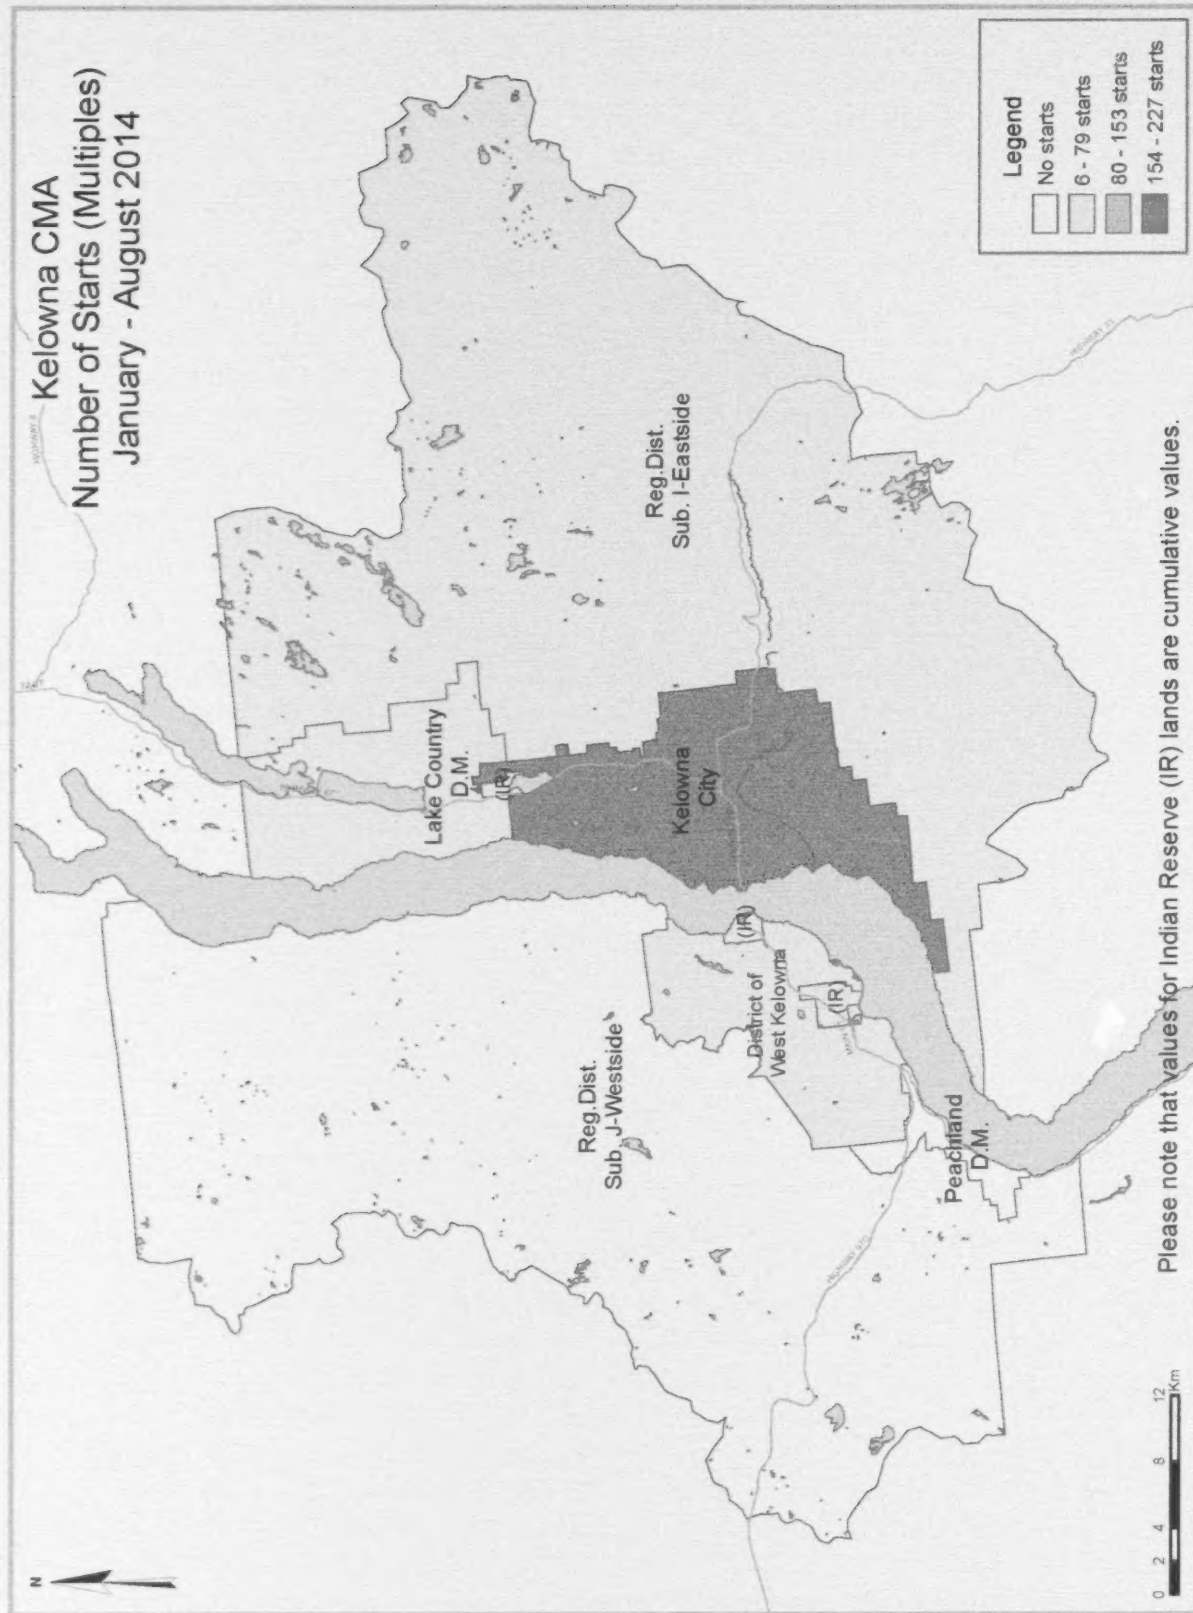 Kelowna CMA
Number of Starts (Multiples)
January - August 2014
N
Lake Country
D.M.
(IR)
Kelowna
City
Reg.Dist.
Sub. I-Eastside
Reg.Dist.
Sub. J-Westside
District of
West Kelowna
(IR)
(IR)
Peachland
D.M.
Legend
No starts
6 - 79 starts
80 - 153 starts
154 - 227 starts
0 2 4 8 12
Km
Please note that values for Indian Reserve (IR) lands are cumulative values.